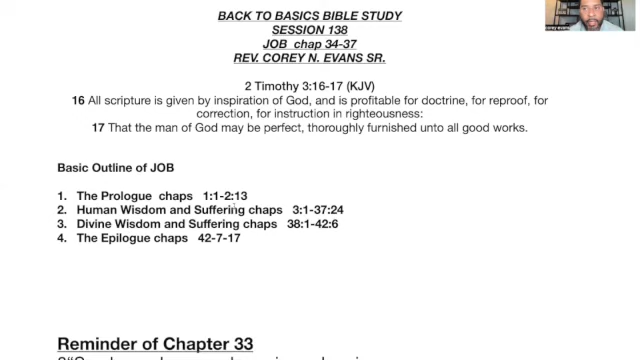 BACK TO BASICS BIBLE STUDY
SESSION 138
JOB chap 34-37
REV. COREY N. EVANS SR.
2 Timothy 3:16-17 (KJV)
16 All scripture is given by inspiration of God, and is profitable for doctrine, for reproof, for
correction, for instruction in righteousness:
17 That the man of God may be perfect, thoroughly furnished unto all good works.
Basic Outline of JOB
1. The Prologue chaps 1:1-2:13
2. Human Wisdom and Suffering chaps 3:1-37:24
3. Divine Wisdom and Suffering chaps 38:1-42:6
4. The Epilogue chaps 42-7-17
Reminder of Chapter 33
corey evans